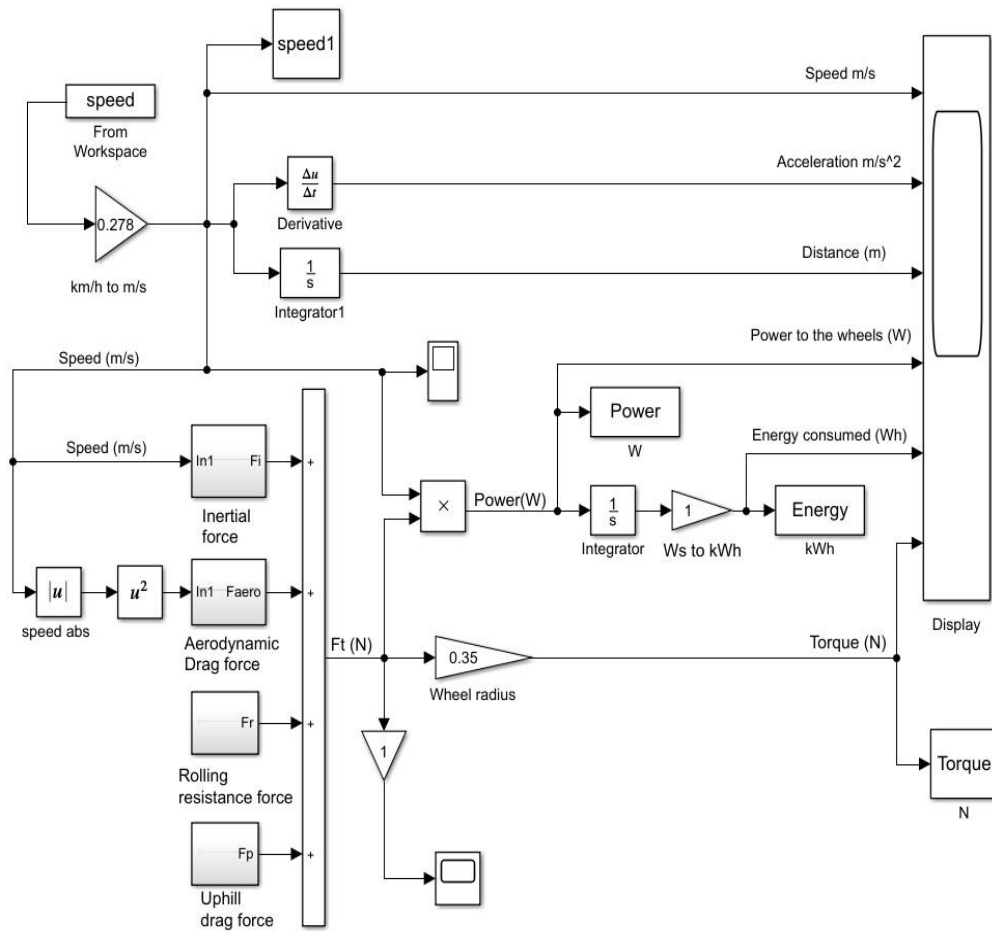 speed1
Speed m/s
speed
From
Workspace
Δu
Δt
Derivative
Acceleration m/s^2
0.278
km/h to m/s
1
s
Integrator1
Distance (m)
Speed (m/s)
Power to the wheels (W)
Power
W
Speed (m/s)
In1 Fi
+
Inertial
force
×
Power(W)
1
s
Integrator
1
Ws to kWh
Energy consumed (Wh)
Energy
kWh
|u|
speed abs
u²
In1 Faero
+
Aerodynamic
Drag force
Ft (N)
0.35
Wheel radius
Torque (N)
Display
Fr
+
Rolling
resistance force
1
Torque
N
Fp
+
Uphill
drag force